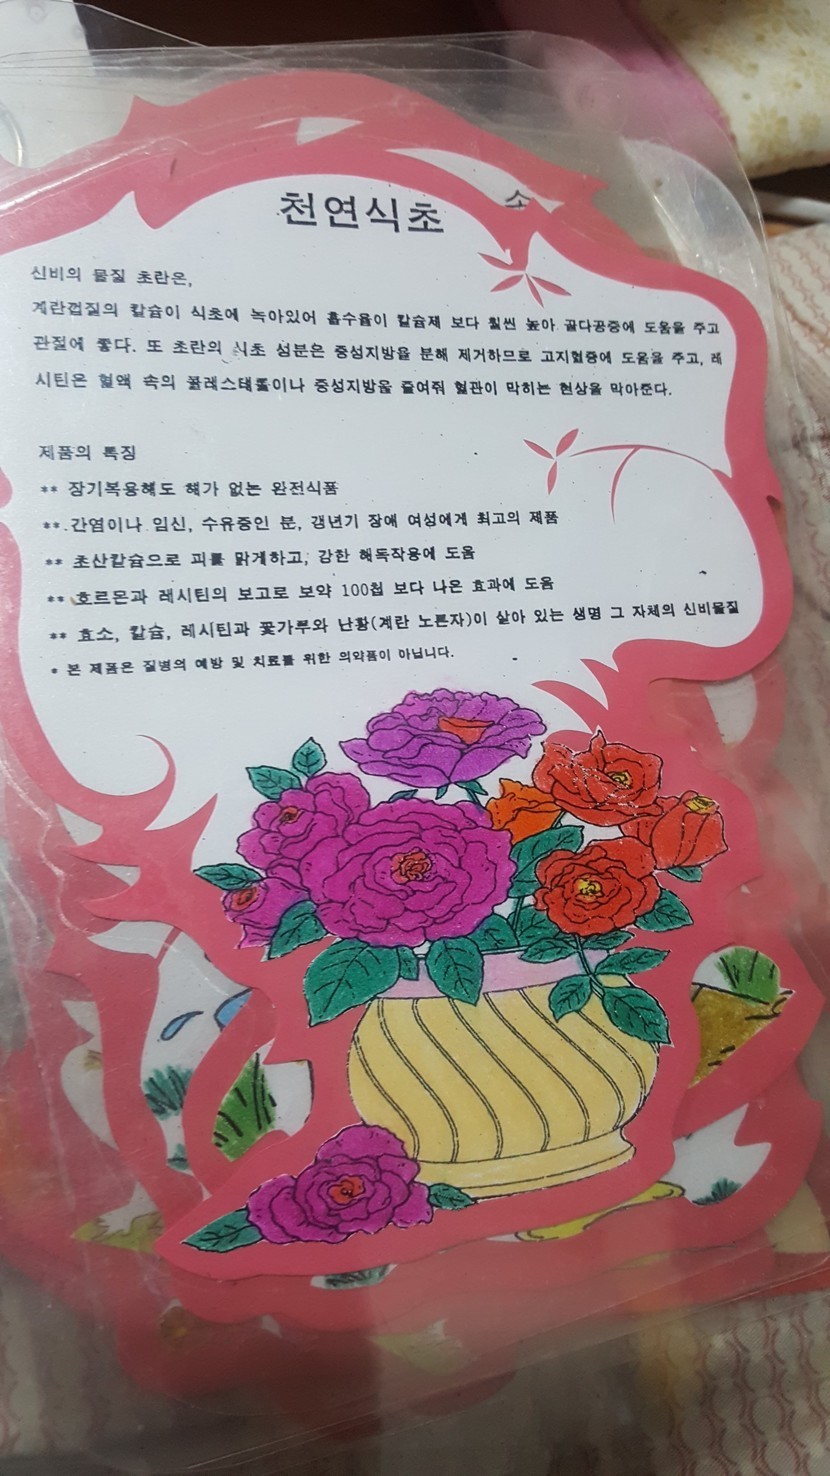 천연식초
신비의 물질 초란은,
계란껍질의 칼슘이 식초에 녹아있어 흡수율이 칼슘제 보다 훨씬 높아 골다공증에 도움을 주고
관절에 좋다. 또 초란의 식초 성분은 중성지방을 분해 제거하므로 고지혈증에 도움을 주고, 레
시틴은 혈액 속의 콜레스테롤이나 중성지방을 줄여줘 혈관이 막히는 현상을 막아준다.
제품의 특징
** 장기복용해도 해가 없는 완전식품
** 간염이나 임신, 수유중인 분, 갱년기 장애 여성에게 최고의 제품
** 초산칼슘으로 피를 맑게하고, 강한 해독작용에 도움
** 호르몬과 레시틴의 보고로 보약 100첩 보다 나은 효과에 도움
** 효소, 칼슘, 레시틴과 꽃가루와 난황(계란 노른자)이 살아 있는 생명 그 자체의 신비물질
* 본 제품은 질병의 예방 및 치료를 위한 의약품이 아닙니다.